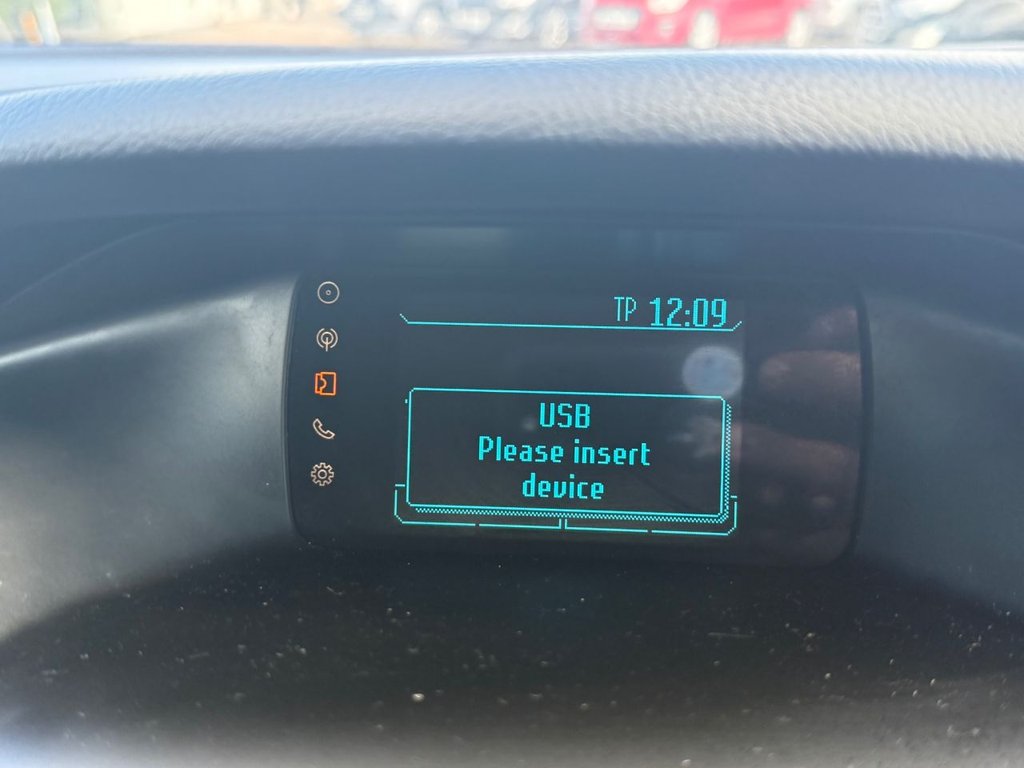 TP 12:09
USB
Please insert
device